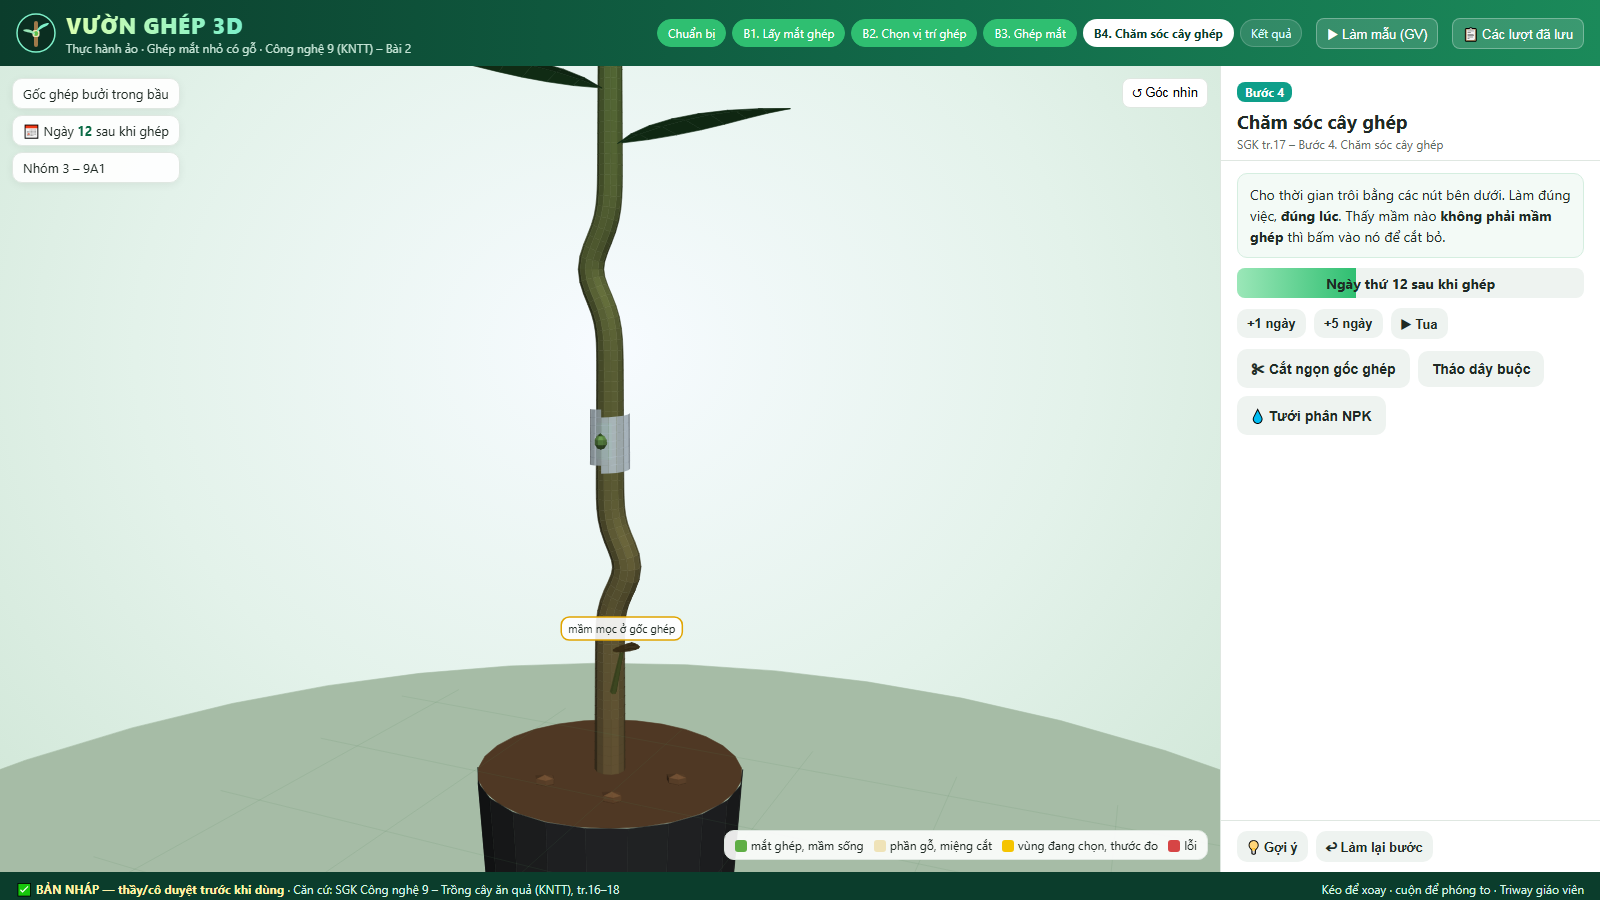 VƯỜN GHÉP 3D
Thực hành ảo · Ghép mắt nhỏ có gỗ · Công nghệ 9 (KNTT) – Bài 2
Chuẩn bị
B1. Lấy mắt ghép
B2. Chọn vị trí ghép
B3. Ghép mắt
B4. Chăm sóc cây ghép
Kết quả
▶ Làm mẫu (GV)
📋 Các lượt đã lưu
Gốc ghép bưởi trong bầu
📅 Ngày 12 sau khi ghép
Nhóm 3 – 9A1
↺ Góc nhìn
mầm mọc ở gốc ghép
mắt ghép, mầm sống
phần gỗ, miệng cắt
vùng đang chọn, thước đo
lỗi
Bước 4
Chăm sóc cây ghép
SGK tr.17 – Bước 4. Chăm sóc cây ghép
Cho thời gian trôi bằng các nút bên dưới. Làm đúng
việc, đúng lúc. Thấy mầm nào không phải mầm
ghép thì bấm vào nó để cắt bỏ.
Ngày thứ 12 sau khi ghép
+1 ngày
+5 ngày
▶ Tua
✂ Cắt ngọn gốc ghép
Tháo dây buộc
💧 Tưới phân NPK
💡 Gợi ý
↩ Làm lại bước
✅ BẢN NHÁP — thầy/cô duyệt trước khi dùng · Căn cứ: SGK Công nghệ 9 – Trồng cây ăn quả (KNTT), tr.16–18
Kéo để xoay · cuộn để phóng to · Triway giáo viên